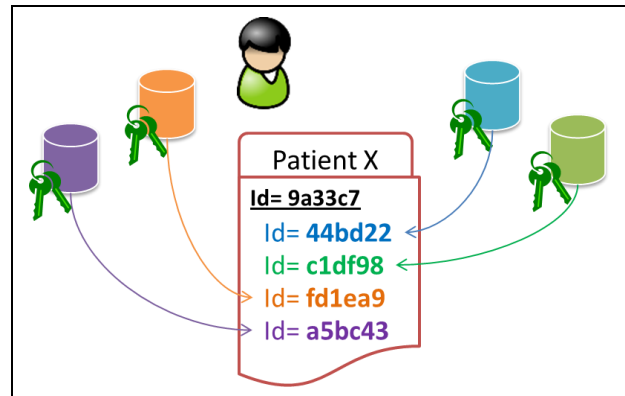 Patient X
Id= 9a33c7
Id= 44bd22
Id= c1df98
Id= fd1ea9
Id= a5bc43